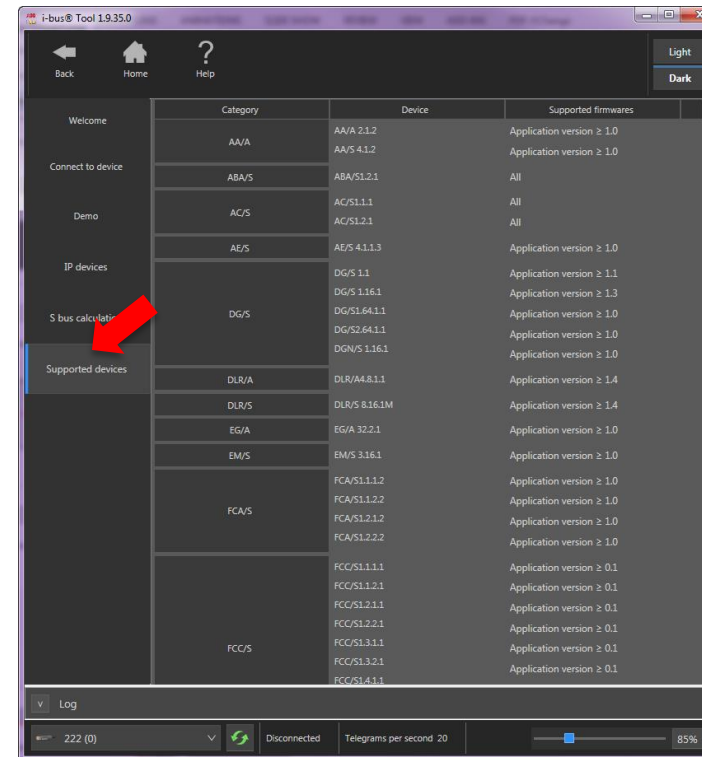 i-bus® Tool 1.9.35.0
Back Home Help
Light
Dark
Welcome
Connect to device
Demo
IP devices
S bus calculati
Supported devices
Category Device Supported firmwares
AA/A
AA/A 2.1.2 Application version ≥ 1.0
AA/S 4.1.2 Application version ≥ 1.0
ABA/S ABA/S1.2.1 All
AC/S
AC/S1.1.1 All
AC/S1.2.1 All
AE/S AE/S 4.1.1.3 Application version ≥ 1.0
DG/S
DG/S 1.1 Application version ≥ 1.1
DG/S 1.16.1 Application version ≥ 1.3
DG/S1.64.1.1 Application version ≥ 1.0
DG/S2.64.1.1 Application version ≥ 1.0
DGN/S 1.16.1 Application version ≥ 1.0
DLR/A DLR/A4.8.1.1 Application version ≥ 1.4
DLR/S DLR/S 8.16.1M Application version ≥ 1.4
EG/A EG/A 32.2.1 Application version ≥ 1.0
EM/S EM/S 3.16.1 Application version ≥ 1.0
FCA/S
FCA/S1.1.1.2 Application version ≥ 1.0
FCA/S1.1.2.2 Application version ≥ 1.0
FCA/S1.2.1.2 Application version ≥ 1.0
FCA/S1.2.2.2 Application version ≥ 1.0
FCC/S
FCC/S1.1.1.1 Application version ≥ 0.1
FCC/S1.1.2.1 Application version ≥ 0.1
FCC/S1.2.1.1 Application version ≥ 0.1
FCC/S1.2.2.1 Application version ≥ 0.1
FCC/S1.3.1.1 Application version ≥ 0.1
FCC/S1.3.2.1 Application version ≥ 0.1
FCC/S1.4.1.1
v Log
222 (0) Disconnected Telegrams per second 20 85%